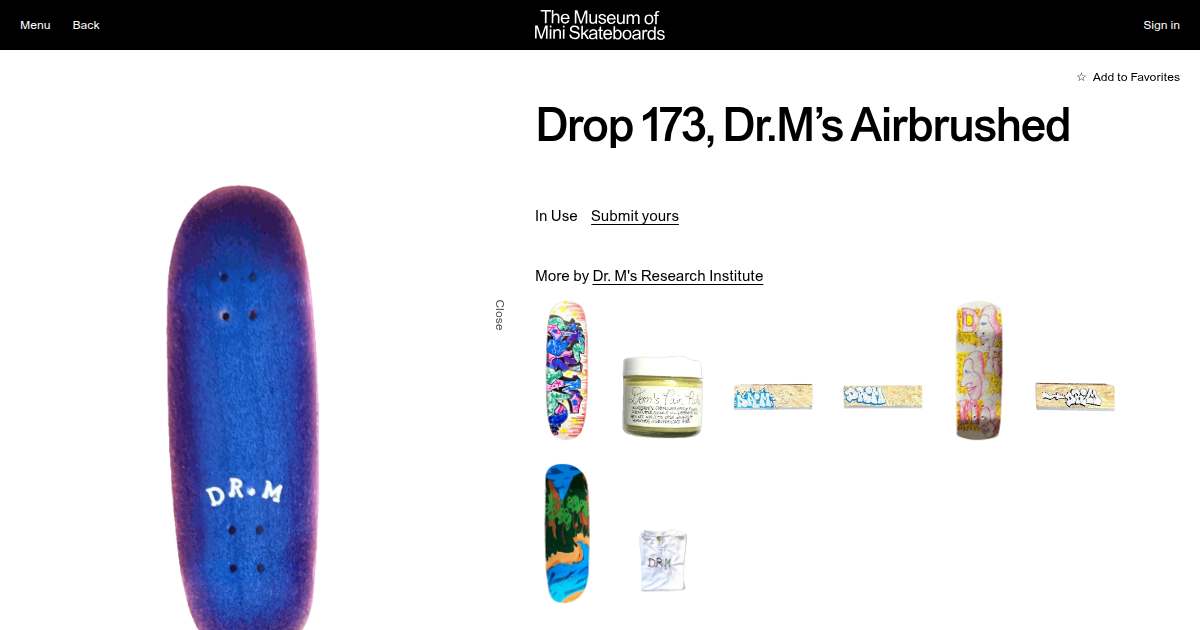 Menu
Back
The Museum of
Mini Skateboards
Sign in
☆ Add to Favorites
Drop 173, Dr.M’s Airbrushed
In Use Submit yours
More by Dr. M's Research Institute
Close
DR.M
DRM